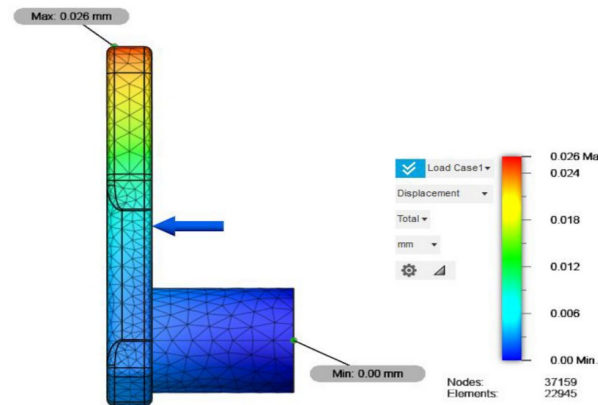 Max: 0.026 mm
Load Case1
Displacement
Total
mm
0.026 Ma
0.024
0.018
0.012
0.006
0.00 Min.
Min: 0.00 mm
Nodes: 37159
Elements: 22945